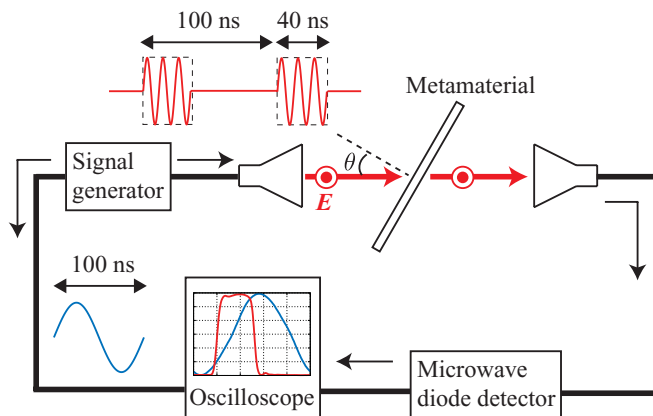 100 ns
40 ns
Metamaterial
Signal
generator
θ
E
100 ns
Oscilloscope
Microwave
diode detector